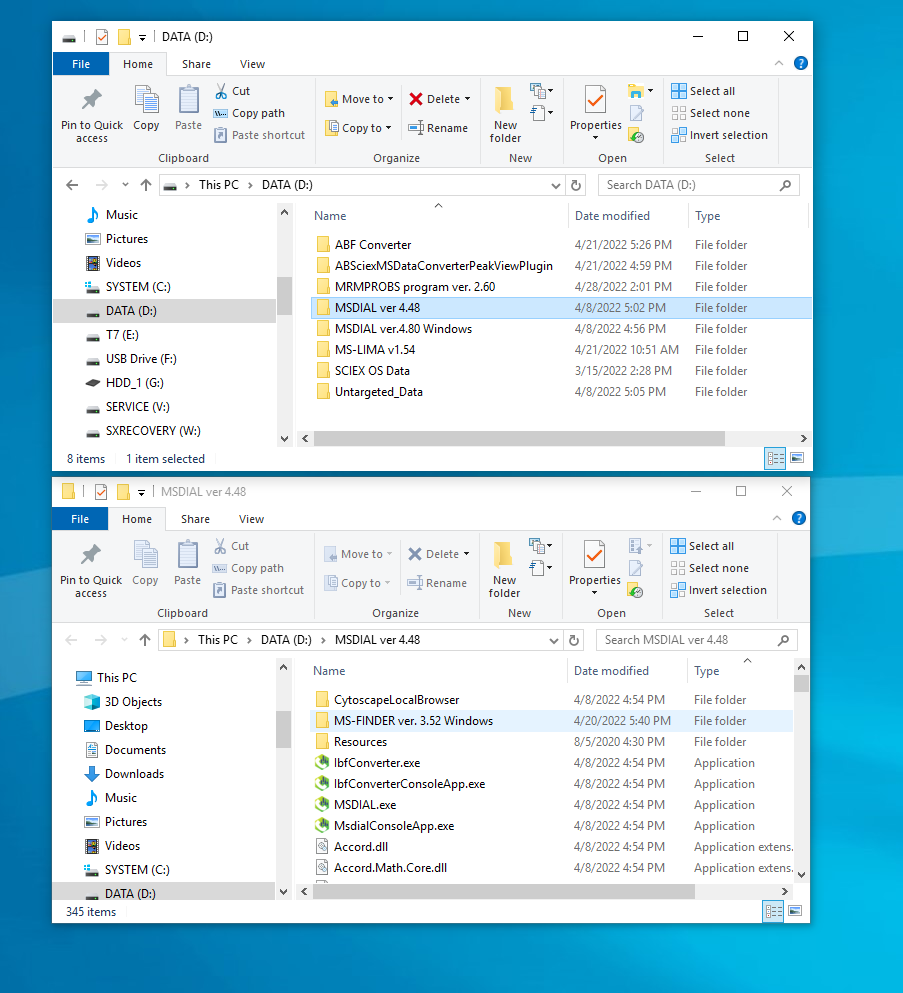 DATA (D:)
File Home Share View
Pin to Quick access
Copy
Paste
Cut
Copy path
Paste shortcut
Clipboard
Move to
Copy to
Delete
Rename
Organize
New folder
New
Properties
Open
Select all
Select none
Invert selection
Select
This PC > DATA (D:)
Search DATA (D:)
Music
Pictures
Videos
SYSTEM (C:)
DATA (D:)
T7 (E:)
USB Drive (F:)
HDD_1 (G:)
SERVICE (V:)
SXRECOVERY (W:)
Name Date modified Type
ABF Converter 4/21/2022 5:26 PM File folder
ABSciexMSDataConverterPeakViewPlugin 4/21/2022 4:59 PM File folder
MRMPROBS program ver. 2.60 4/28/2022 2:01 PM File folder
MSDIAL ver 4.48 4/8/2022 5:02 PM File folder
MSDIAL ver.4.80 Windows 4/8/2022 4:56 PM File folder
MS-LIMA v1.54 4/21/2022 10:51 AM File folder
SCIEX OS Data 3/15/2022 2:28 PM File folder
Untargeted_Data 4/8/2022 5:05 PM File folder
8 items 1 item selected
MSDIAL ver 4.48
File Home Share View
Pin to Quick access
Copy
Paste
Cut
Copy path
Paste shortcut
Clipboard
Move to
Copy to
Delete
Rename
Organize
New folder
New
Properties
Open
Select all
Select none
Invert selection
Select
This PC > DATA (D:) > MSDIAL ver 4.48
Search MSDIAL ver 4.48
This PC
3D Objects
Desktop
Documents
Downloads
Music
Pictures
Videos
SYSTEM (C:)
DATA (D:)
Name Date modified Type
CytoscapeLocalBrowser 4/8/2022 4:54 PM File folder
MS-FINDER ver. 3.52 Windows 4/20/2022 5:40 PM File folder
Resources 8/5/2020 4:30 PM File folder
IbfConverter.exe 4/8/2022 4:54 PM Application
IbfConverterConsoleApp.exe 4/8/2022 4:54 PM Application
MSDIAL.exe 4/8/2022 4:54 PM Application
MsdialConsoleApp.exe 4/8/2022 4:54 PM Application
Accord.dll 4/8/2022 4:54 PM Application extens.
Accord.Math.Core.dll 4/8/2022 4:54 PM Application extens.
345 items